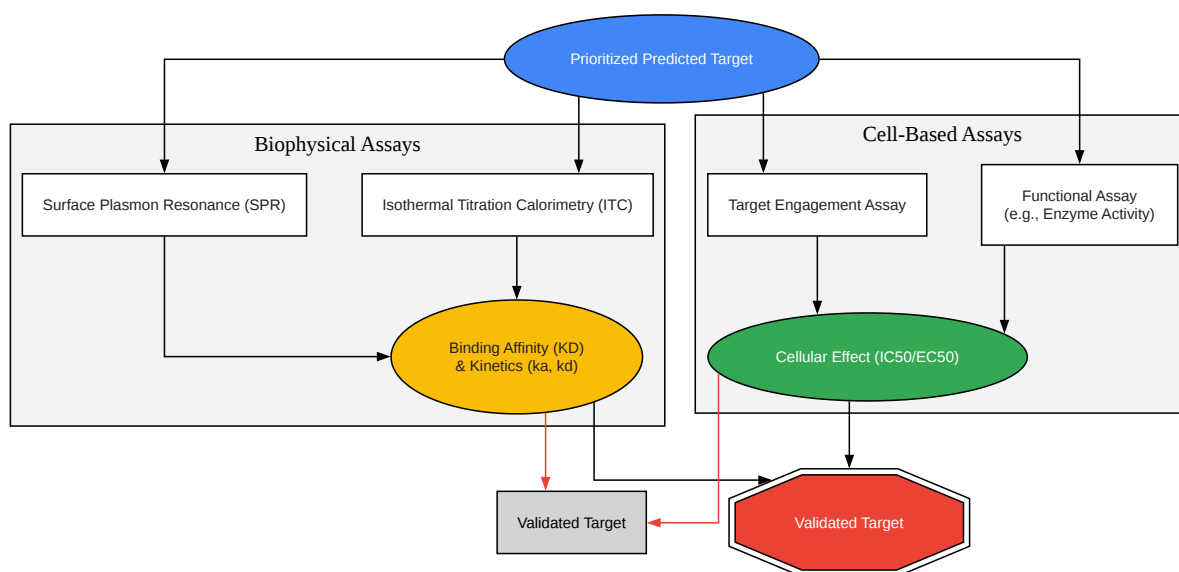 Prioritized Predicted Target
Biophysical Assays
Cell-Based Assays
Surface Plasmon Resonance (SPR)
Isothermal Titration Calorimetry (ITC)
Target Engagement Assay
Functional Assay
(e.g., Enzyme Activity)
Binding Affinity (KD)
& Kinetics (ka, kd)
Cellular Effect (IC50/EC50)
Validated Target
Validated Target